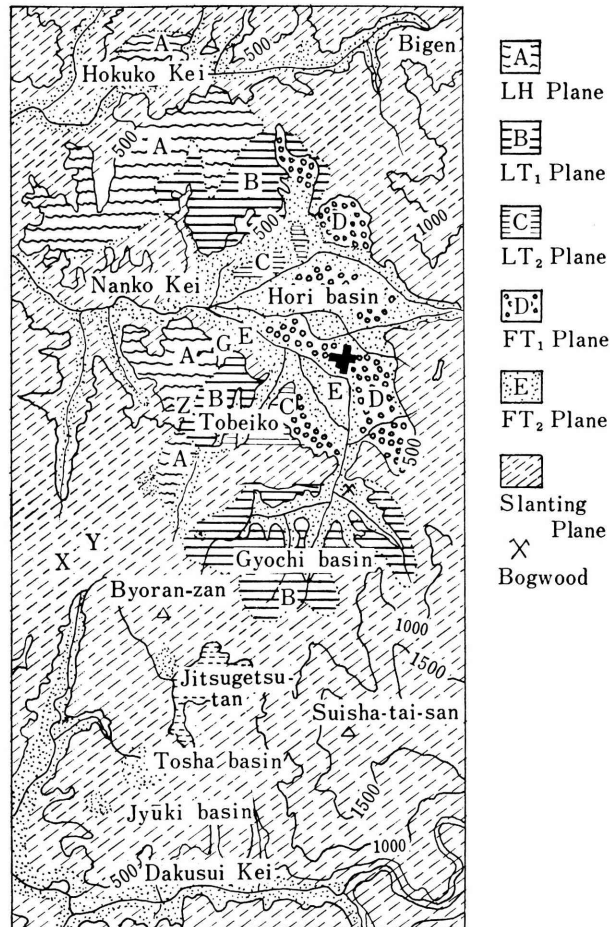 A
500
Bigen
Hokuko Kei
500
A
B
500
D
1000
C
Nanko Kei
Hori basin
A
G
E
Z
B
C
E
D
Tobeiko
500
A
Gyochi basin
X
Y
B
Byoran-zan
1000
1500
Jitsugetsu-
tan
Suisha-tai-san
Tosha basin
1500
Jyūki basin
1000
500
Dakusui Kei
A
LH Plane
B
LT₁ Plane
C
LT₂ Plane
D
FT₁ Plane
E
FT₂ Plane
Slanting
Plane
Bogwood